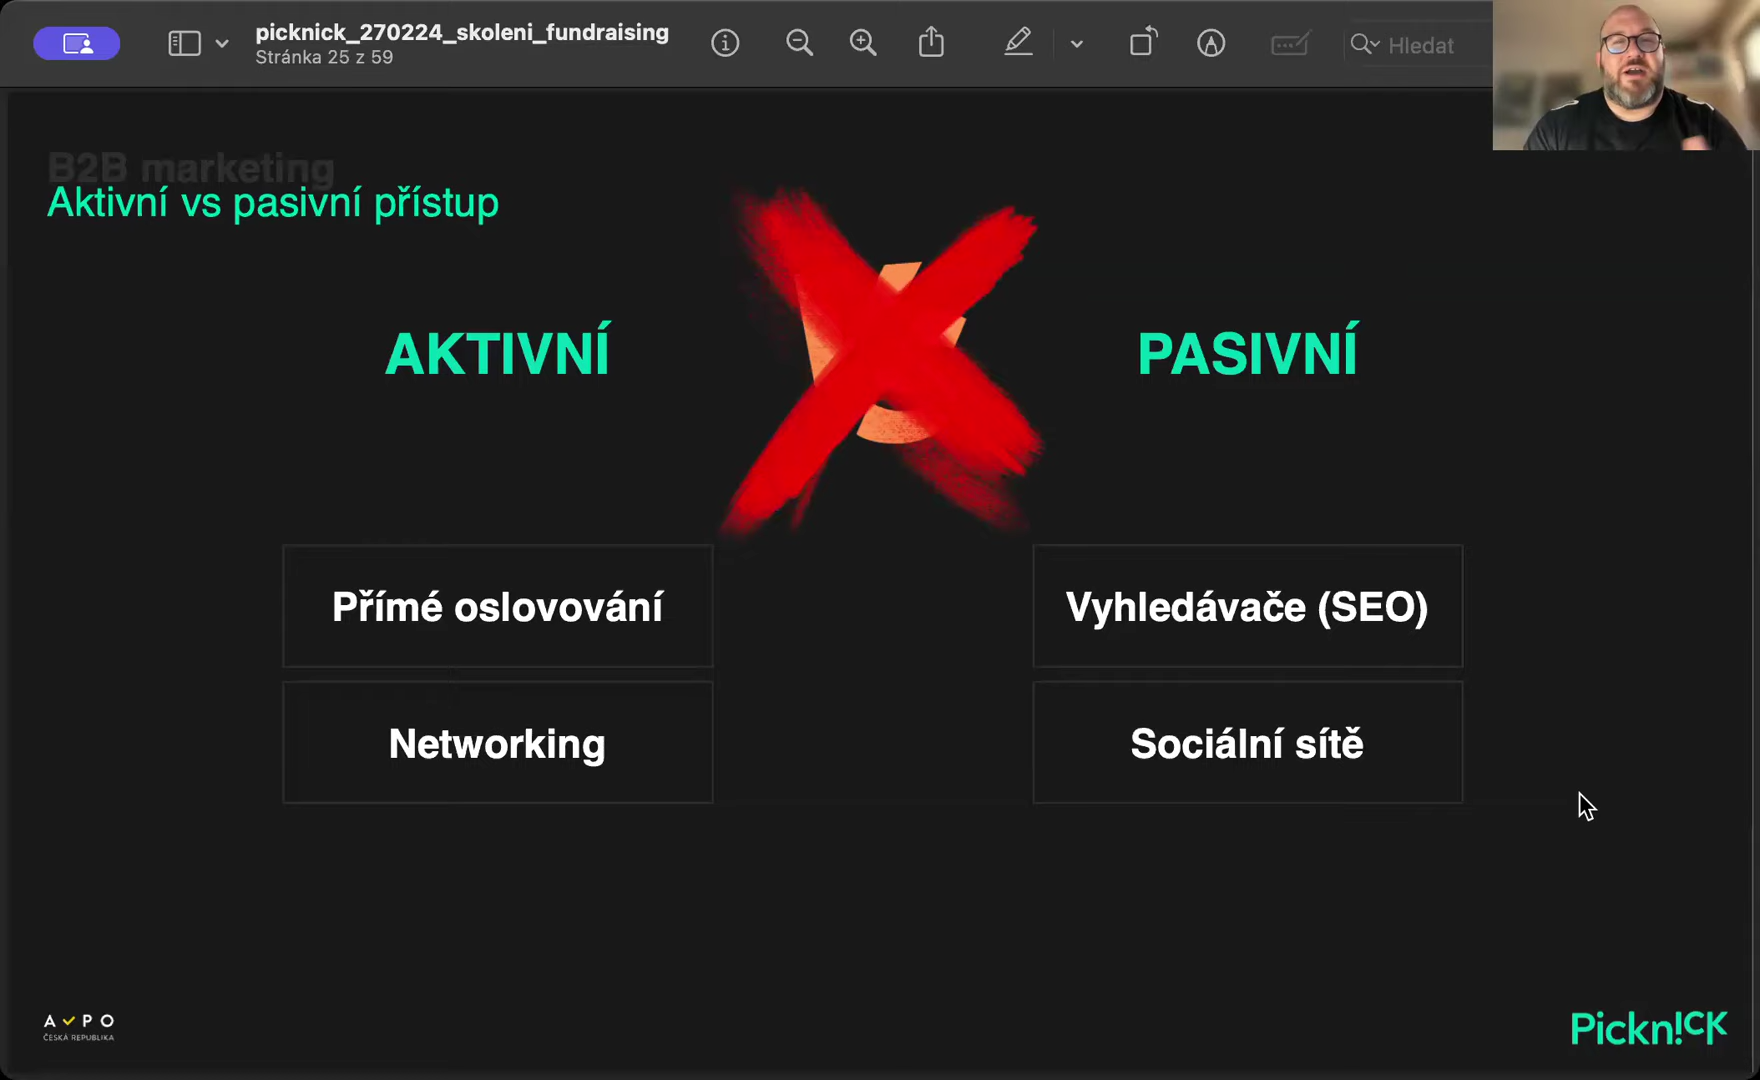 picknick_270224_skoleni_fundraising
Stránka 25 z 59
Hledat
B2B marketing
Aktivní vs pasivní přístup
AKTIVNÍ
PASIVNÍ
Přímé oslovování
Vyhledávače (SEO)
Networking
Sociální sítě
AVPO
ČESKÁ REPUBLIKA
Pickn!CK